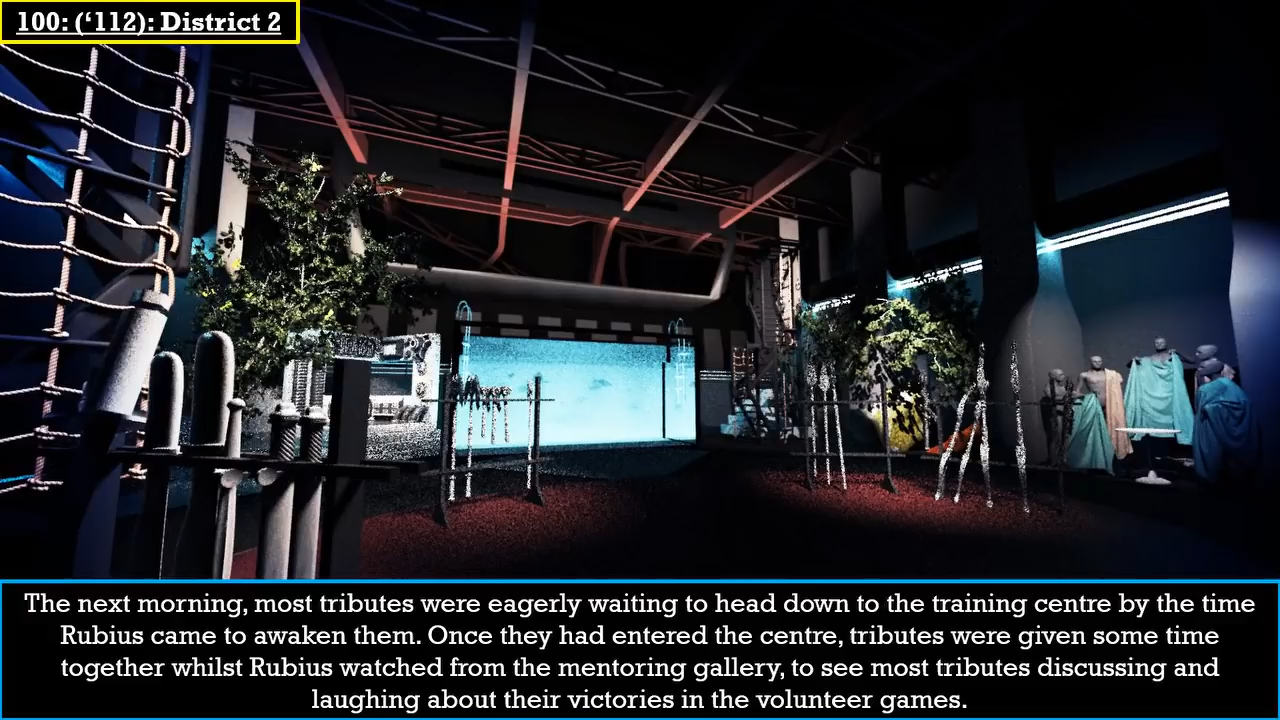 100: (‘112): District 2
The next morning, most tributes were eagerly waiting to head down to the training centre by the time
Rubius came to awaken them. Once they had entered the centre, tributes were given some time
together whilst Rubius watched from the mentoring gallery, to see most tributes discussing and
laughing about their victories in the volunteer games.